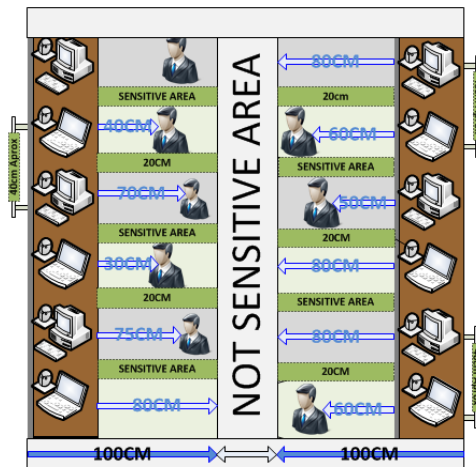 80CM
SENSITIVE AREA
20cm
40CM
60CM
20CM
SENSITIVE AREA
70CM
50CM
SENSITIVE AREA
20CM
30CM
80CM
20CM
SENSITIVE AREA
75CM
80CM
SENSITIVE AREA
20CM
80CM
60CM
NOT SENSITIVE AREA
40cm Aprox
100CM
100CM